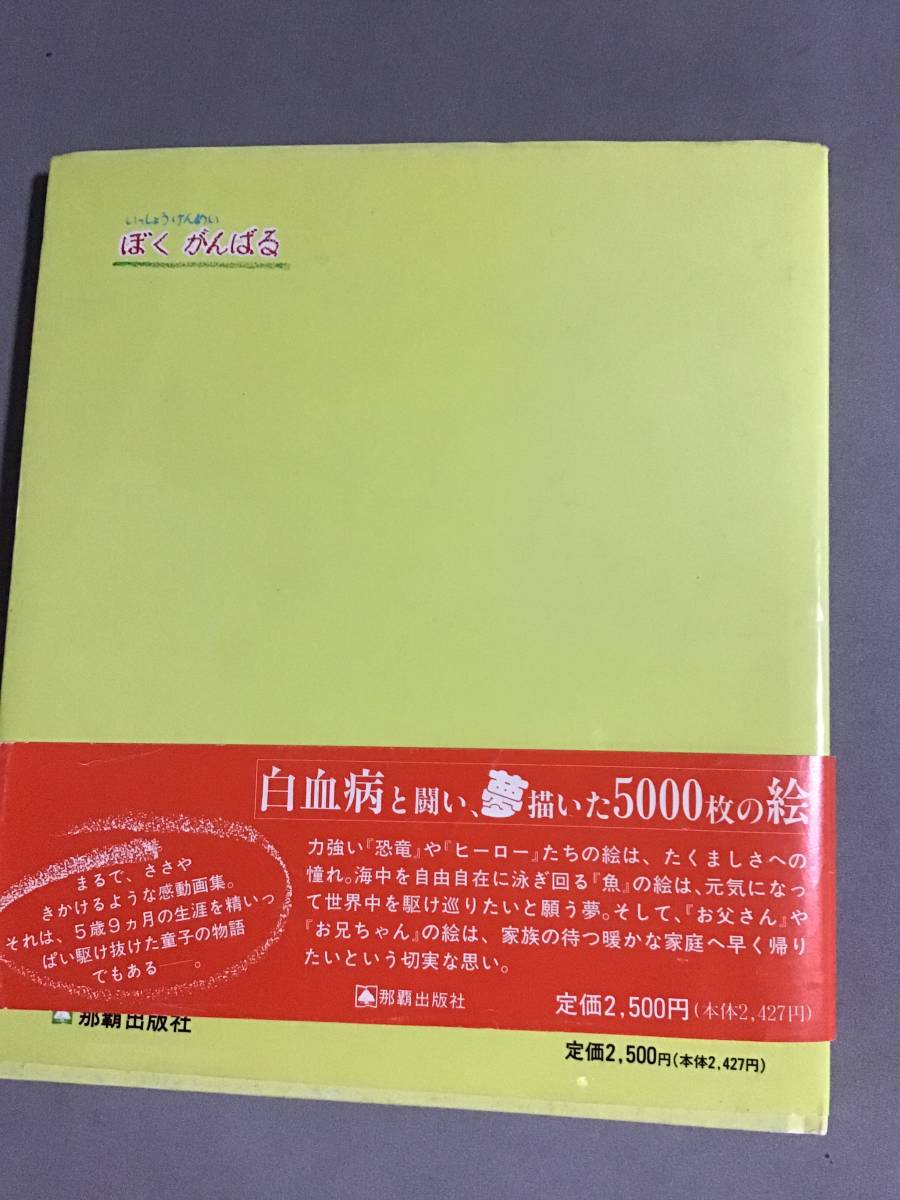 いっしょうけんめい
ぼく がんばる
白血病と闘い、夢描いた5000枚の絵
力強い『恐竜』や『ヒーロー』たちの絵は、たくましさへの
憧れ。海中を自由自在に泳ぎ回る『魚』の絵は、元気になっ
て世界中を駆け巡りたいと願う夢。そして、『お父さん』や
『お兄ちゃん』の絵は、家族の待つ暖かな家庭へ早く帰り
たいという切実な思い。
まるで、ささや
きかけるような感動画集。
それは、5歳9ヵ月の生涯を精いっ
ぱい駆け抜けた童子の物語
でもある――。
那覇出版社
定価2,500円(本体2,427円)
那覇出版社
定価2,500円(本体2,427円)